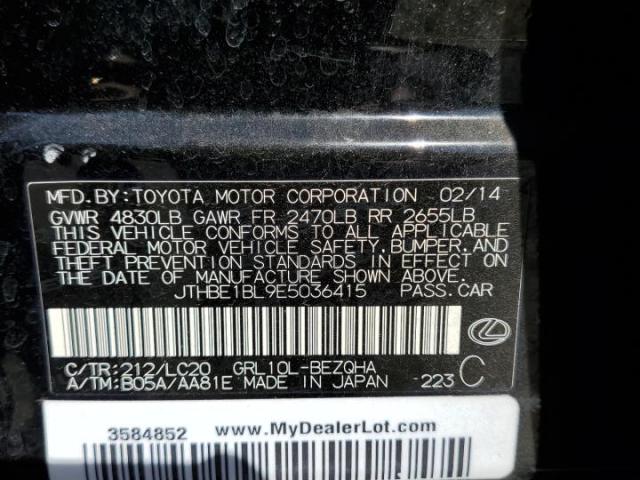 MFD.BY:TOYOTA MOTOR CORPORATION 02/14
GVWR 4830LB GAWR FR 2470LB RR 2655LB
THIS VEHICLE CONFORMS TO ALL APPLICABLE
FEDERAL MOTOR VEHICLE SAFETY,BUMPER,AND
THEFT PREVENTION STANDARDS IN EFFECT ON
THE DATE OF MANUFACTURE SHOWN ABOVE.
JTHBE1BL9E5036415 PASS.CAR
C/TR:212/LC20 GRL10L-BEZQHA
A/TM:B05A/AA81E MADE IN JAPAN -223 C
3584852 www.MyDealerLot.com